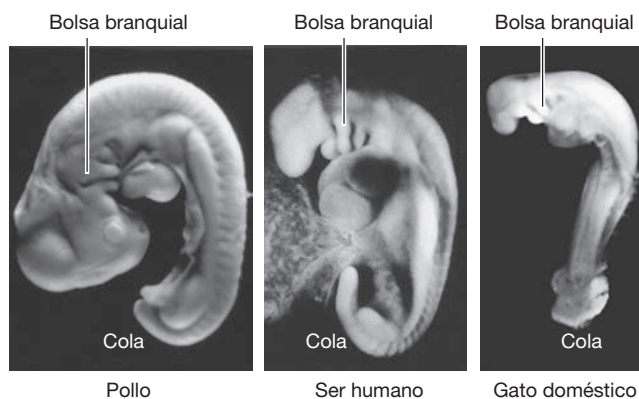 Bolsa branquial
Bolsa branquial
Bolsa branquial
Cola
Cola
Cola
Pollo
Ser humano
Gato doméstico